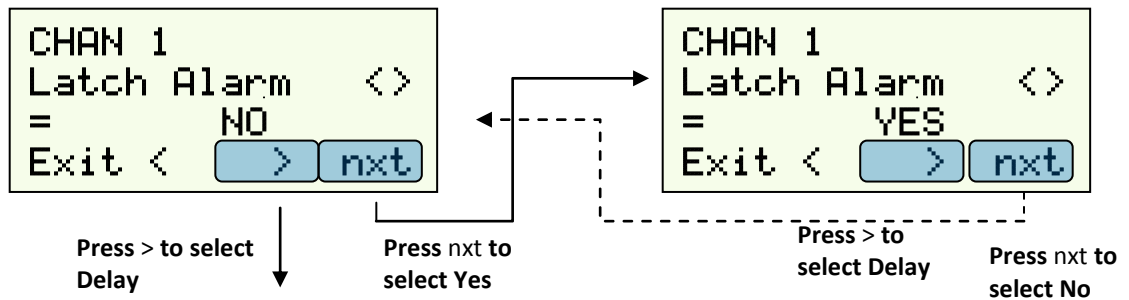 CHAN 1
Latch Alarm <>
= NO
Exit < > nxt
CHAN 1
Latch Alarm <>
= YES
Exit < > nxt
Press > to select
Delay
Press nxt to
select Yes
Press > to
select Delay
Press nxt to
select No